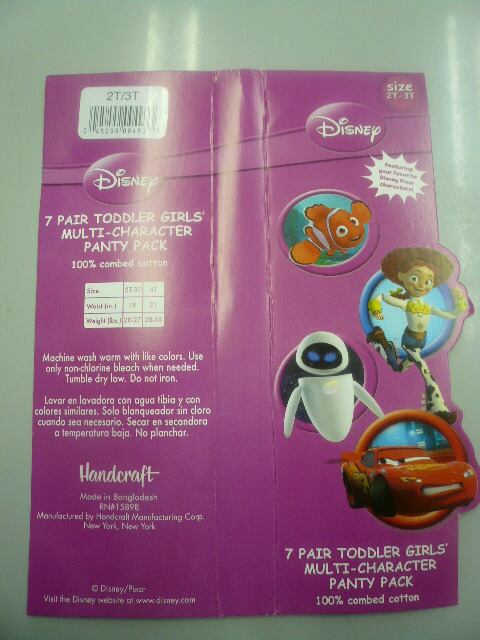 2T/3T
DISNEY
7 PAIR TODDLER GIRLS'
MULTI-CHARACTER
PANTY PACK
100% combed cotton
Size 2T-3T 4T
Waist (in.) 19 21
Weight (lbs.) 20-27 28-38
Machine wash warm with like colors. Use
only non-chlorine bleach when needed.
Tumble dry low. Do not iron.
Lavar en lavadora con agua tibia y con
colores similares. Solo blanqueador sin cloro
cuando sea necesario. Secar en secandora
a temperatura baja. No planchar.
Handcraft
Made in Bangladesh
RN#15898
Manufactured by Handcraft Manufacturing Corp.
New York, New York
© Disney/Pixar
Visit the Disney website at www.disney.com
size
2T-3T
DISNEY
Featuring
your favorite
Disney Pixar
characters!
7 PAIR TODDLER GIRLS'
MULTI-CHARACTER
PANTY PACK
100% combed cotton